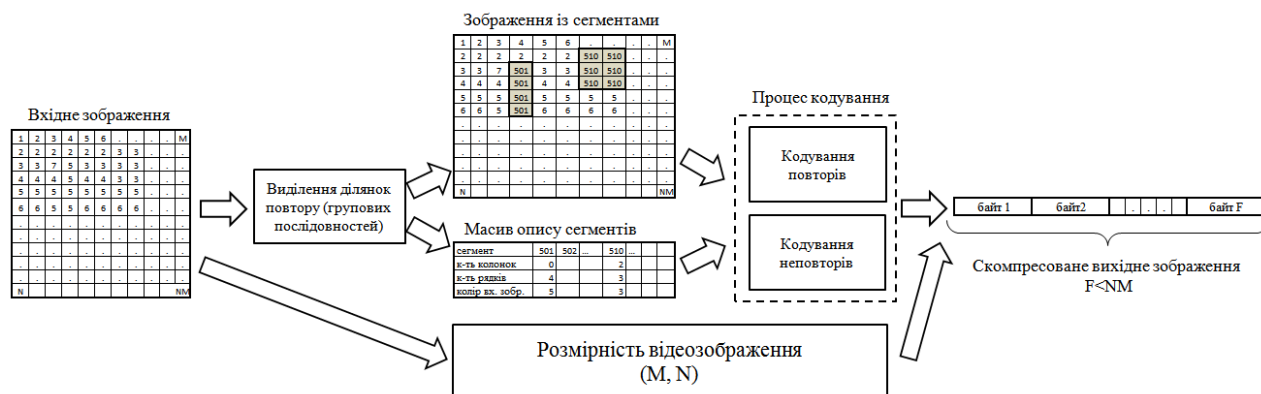 Зображення із сегментами
1 2 3 4 5 6 . . . . M
2 2 2 2 2 2 510 510 . . .
3 3 7 501 3 3 510 510 . . .
4 4 4 501 4 4 510 510 . . .
5 5 5 501 5 5 5 5 . . .
6 6 5 501 6 6 6 6 . . .
. . . . . . . . . . .
. . . . . . . . . . .
. . . . . . . . . . .
. . . . . . . . . . .
. . . . . . . . . . .
N NM
Вхідне зображення
1 2 3 4 5 6 . . . . M
2 2 2 2 2 2 3 3 . . .
3 3 7 5 3 3 3 3 . . .
4 4 4 5 4 4 3 3 . . .
5 5 5 5 5 5 5 5 . . .
6 6 5 5 6 6 6 6 . . .
. . . . . . . . . . .
. . . . . . . . . . .
. . . . . . . . . . .
. . . . . . . . . . .
. . . . . . . . . . .
N NM
Виділення ділянок
повтору (групових
послідовностей)
Масив опису сегментів
сегмент 501 502 ... 510 ...
к-ть колонок 0 2
к-ть рядків 4 3
колір вх. зобр. 5 3
Процес кодування
Кодування
повторів
Кодування
неповторів
байт 1 байт2 . . . . байт F
Скомпресоване вихідне зображення
F<NM
Розмірність відеозображення
(M, N)